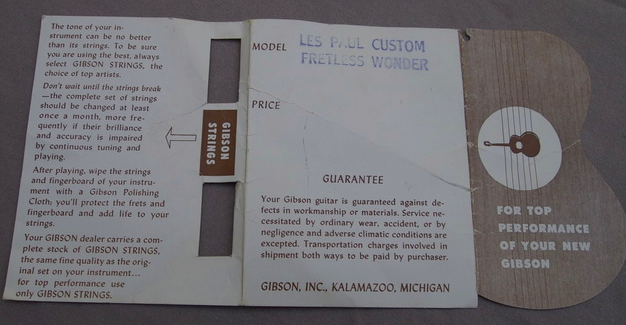 The tone of your in-
strument can be no better
than its strings. To be sure
you are using the best, always
select GIBSON STRINGS, the
choice of top artists.
Don't wait until the strings break
—the complete set of strings
should be changed at least
once a month, more fre-
quently if their brilliance
and accuracy is impaired
by continuous tuning and
playing.
After playing, wipe the strings
and fingerboard of your instru-
ment with a Gibson Polishing
Cloth; you'll protect the frets and
fingerboard and add life to your
strings.
Your GIBSON dealer carries a com-
plete stock of GIBSON STRINGS,
the same fine quality as the orig-
inal set on your instrument...
for top performance use
only GIBSON STRINGS.
GIBSON
STRINGS
MODEL LES PAUL CUSTOM
FRETLESS WONDER
PRICE
GUARANTEE
Your Gibson guitar is guaranteed against de-
fects in workmanship or materials. Service ne-
cessitated by ordinary wear, accident, or by
negligence and adverse climatic conditions are
excepted. Transportation charges involved in
shipment both ways to be paid by purchaser.
GIBSON, INC., KALAMAZOO, MICHIGAN
FOR TOP
PERFORMANCE
OF YOUR NEW
GIBSON